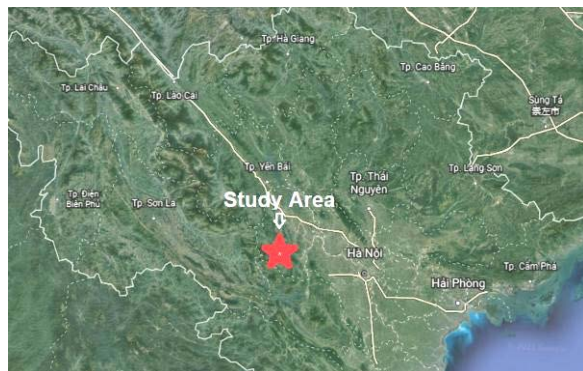 Tp. Hà Giang
Tp. Cao Bằng
Tp. Lai Châu
Tp. Lào Cai
Sùng Tả
崇左市
Tp. Yên Bái
Tp. Thái
Nguyên
Tp. Lạng Sơn
Tp. Điện
Biên Phủ
Tp. Sơn La
Study Area
Hà Nội
Tp. Cẩm Phả
Hải Phòng